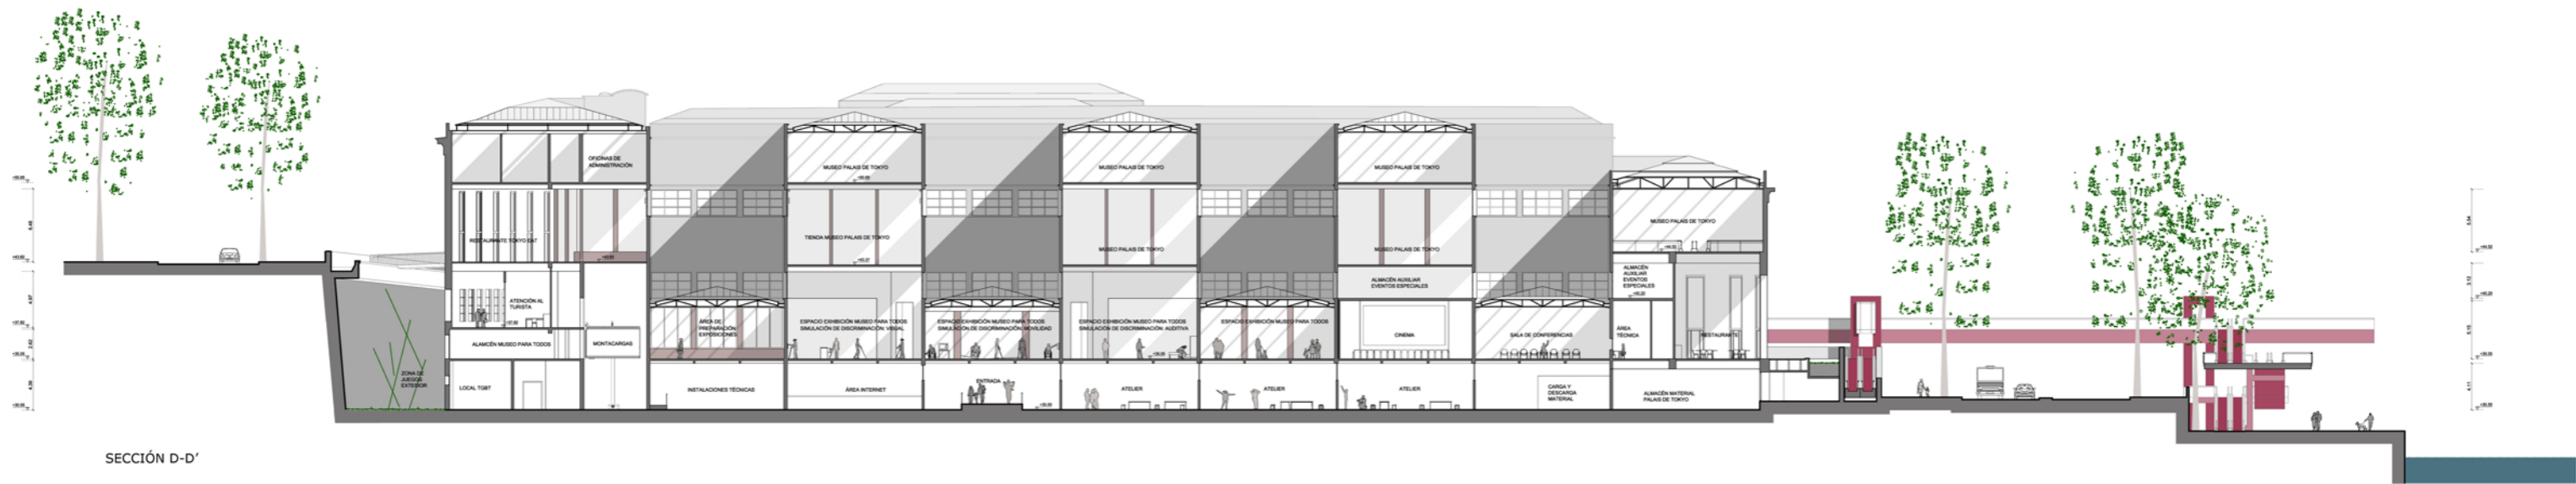 OFICINAS DE
ADMINISTRACIÓN
MUSEO PALAIS DE TOKYO
MUSEO PALAIS DE TOKYO
MUSEO PALAIS DE TOKYO
MUSEO PALAIS DE TOKYO
RESTAURANTE TOKYO EAT
TIENDA MUSEO PALAIS DE TOKYO
MUSEO PALAIS DE TOKYO
MUSEO PALAIS DE TOKYO
ATENCIÓN AL
TURISTA
ALMACÉN AUXILIAR
EVENTOS ESPECIALES
ALMACÉN
AUXILIAR
EVENTOS
ESPECIALES
ÁREA DE
PREPARACIÓN
EXPOSICIONES
ESPACIO EXHIBICIÓN MUSEO PARA TODOS
SIMULACIÓN DE DISCRIMINACIÓN: VISUAL
ESPACIO EXHIBICIÓN MUSEO PARA TODOS
SIMULACIÓN DE DISCRIMINACIÓN: MOVILIDAD
ESPACIO EXHIBICIÓN MUSEO PARA TODOS
SIMULACIÓN DE DISCRIMINACIÓN: AUDITIVA
ESPACIO EXHIBICIÓN MUSEO PARA TODOS
CINEMA
SALA DE CONFERENCIAS
ÁREA
TÉCNICA
RESTAURANTE
ALAMCÉN MUSEO PARA TODOS
MONTACARGAS
ZONA DE
JUEGOS
EXTERIOR
LOCAL TGBT
INSTALACIONES TÉCNICAS
ÁREA INTERNET
ENTRADA
ATELIER
ATELIER
ATELIER
CARGA Y
DESCARGA
MATERIAL
ALMACÉN MATERIAL
PALAIS DE TOKYO
SECCIÓN D-D'